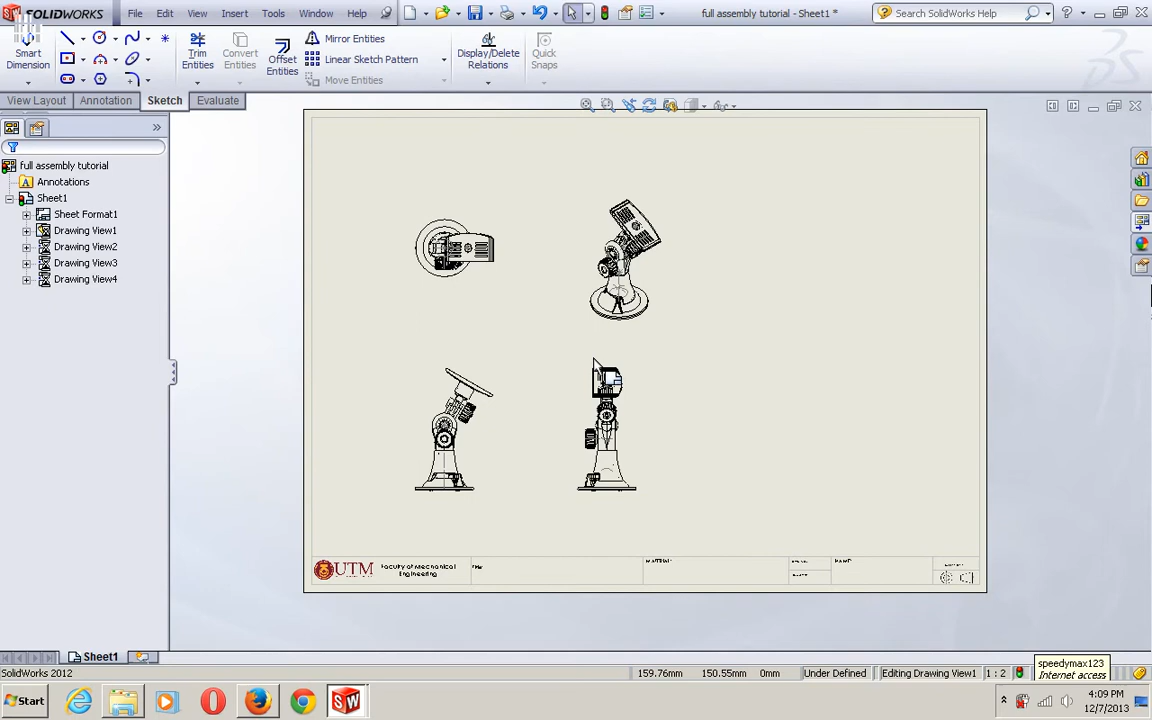 SOLIDWORKS File Edit View Insert Tools Window Help full assembly tutorial - Sheet1 * Search SolidWorks Help
Smart Dimension
Trim Entities
Convert Entities
Offset Entities
Mirror Entities
Linear Sketch Pattern
Move Entities
Display/Delete Relations
Quick Snaps
View Layout Annotation Sketch Evaluate
full assembly tutorial
Annotations
Sheet1
Sheet Format1
Drawing View1
Drawing View2
Drawing View3
Drawing View4
UTM
Faculty of Mechanical
Engineering
Sheet1
SolidWorks 2012 159.76mm 150.55mm 0mm Under Defined Editing Drawing View1 1 : 2
speedymax123
Internet access
Start
4:09 PM
12/7/2013